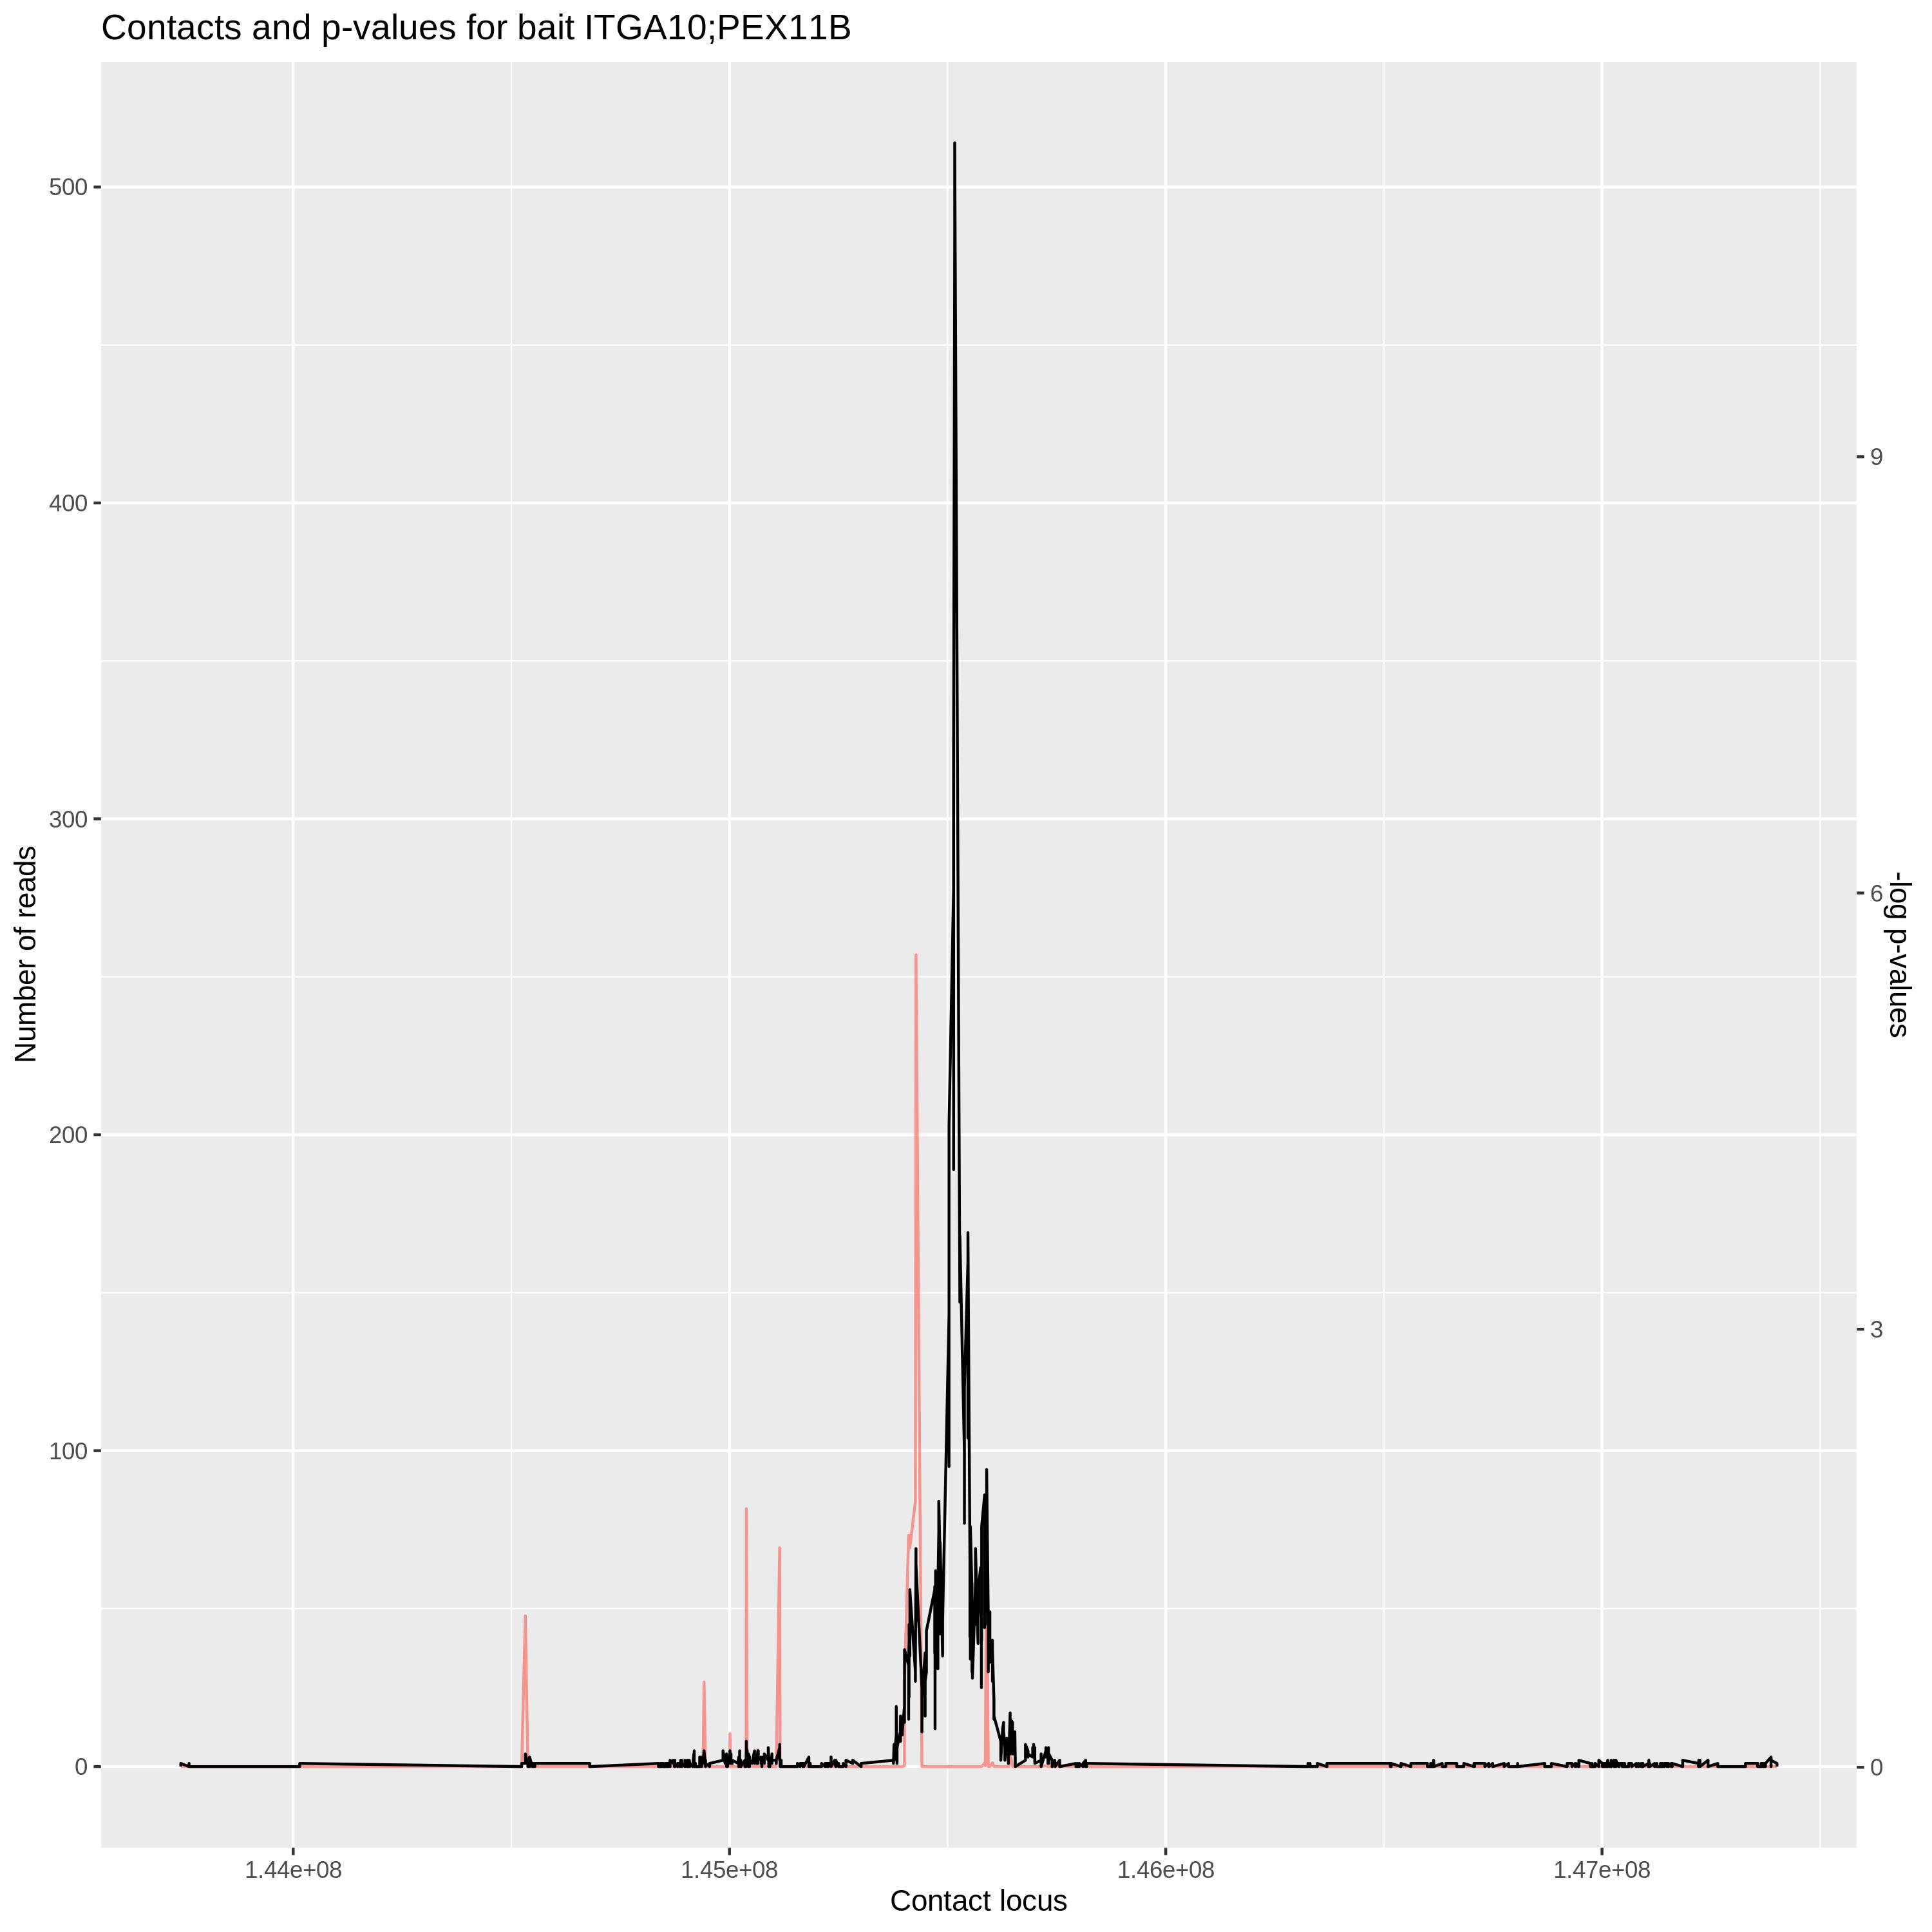 Contacts and p-values for bait ITGA10;PEX11B
500
400
300
200
100
0
Number of reads
9
6
3
0
-log p-values
1.44e+08
1.45e+08
1.46e+08
1.47e+08
Contact locus